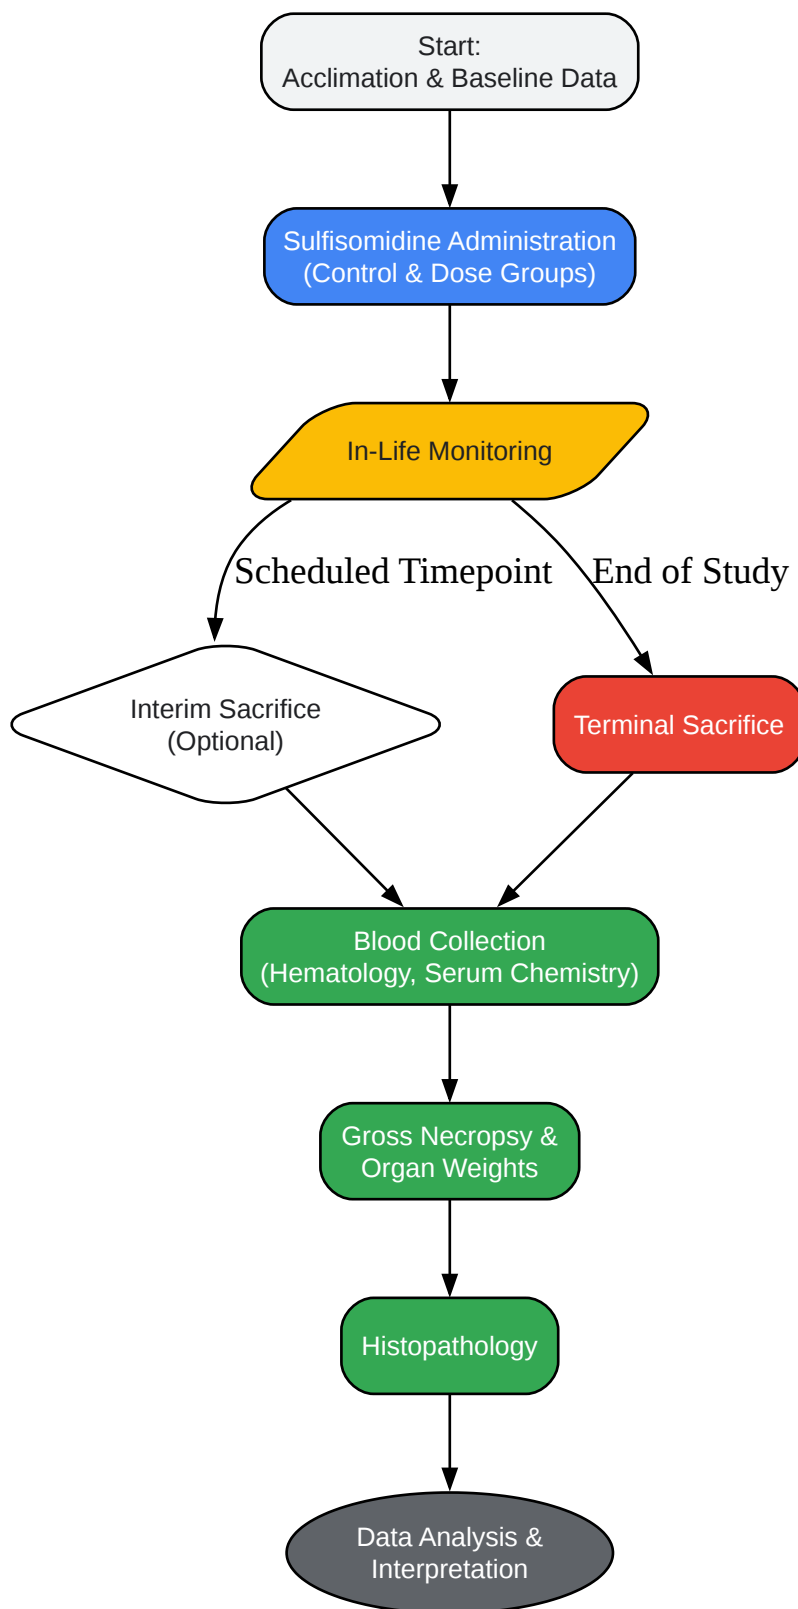 Start:
Acclimation & Baseline Data
Sulfisomidine Administration
(Control & Dose Groups)
In-Life Monitoring
Scheduled Timepoint
End of Study
Interim Sacrifice
(Optional)
Terminal Sacrifice
Blood Collection
(Hematology, Serum Chemistry)
Gross Necropsy &
Organ Weights
Histopathology
Data Analysis &
Interpretation